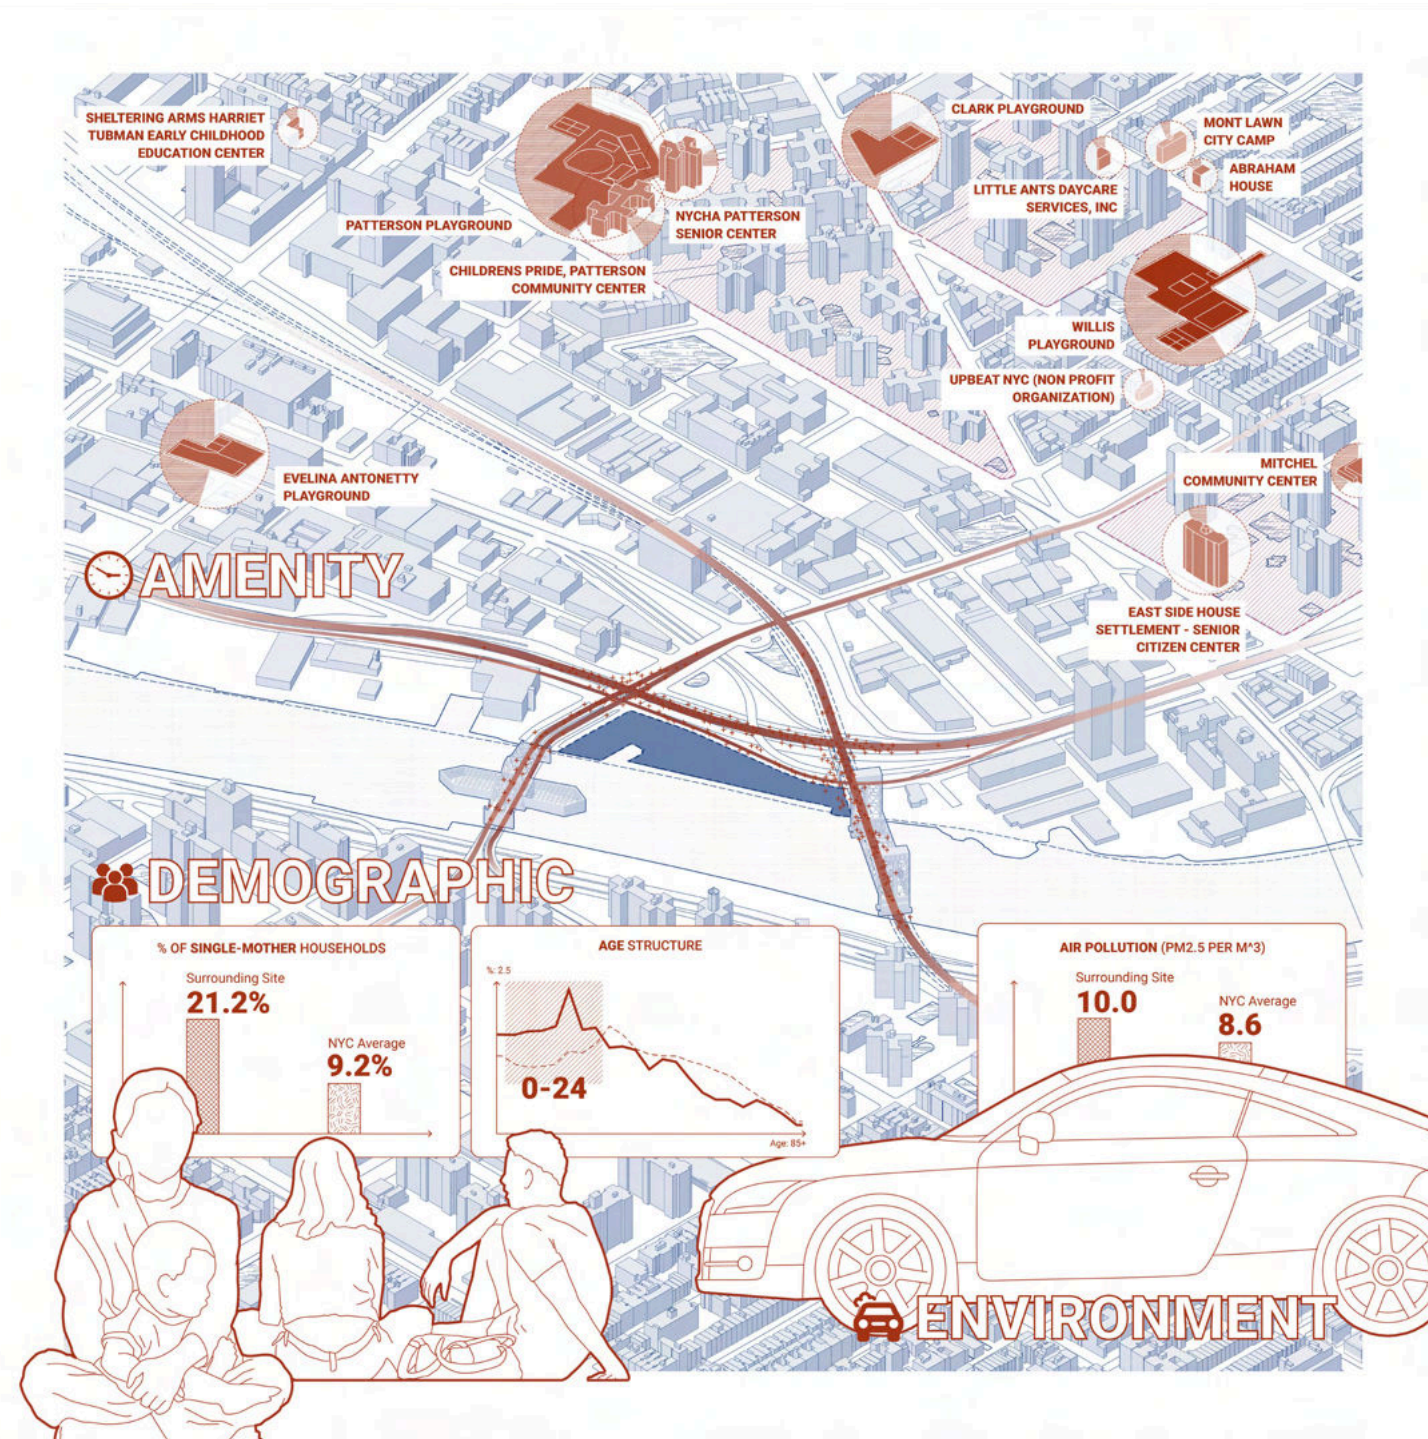 SHELTERING ARMS HARRIET
TUBMAN EARLY CHILDHOOD
EDUCATION CENTER
PATTERSON PLAYGROUND
NYCHA PATTERSON
SENIOR CENTER
CHILDRENS PRIDE, PATTERSON
COMMUNITY CENTER
CLARK PLAYGROUND
MONT LAWN
CITY CAMP
ABRAHAM
HOUSE
LITTLE ANTS DAYCARE
SERVICES, INC
WILLIS
PLAYGROUND
UPBEAT NYC (NON PROFIT
ORGANIZATION)
MITCHEL
COMMUNITY CENTER
EVELINA ANTONETTY
PLAYGROUND
AMENITY
EAST SIDE HOUSE
SETTLEMENT - SENIOR
CITIZEN CENTER
DEMOGRAPHIC
% OF SINGLE-MOTHER HOUSEHOLDS
Surrounding Site
21.2%
NYC Average
9.2%
AGE STRUCTURE
%: 2.5
0-24
Age: 85+
AIR POLLUTION (PM2.5 PER M^3)
Surrounding Site
10.0
NYC Average
8.6
ENVIRONMENT